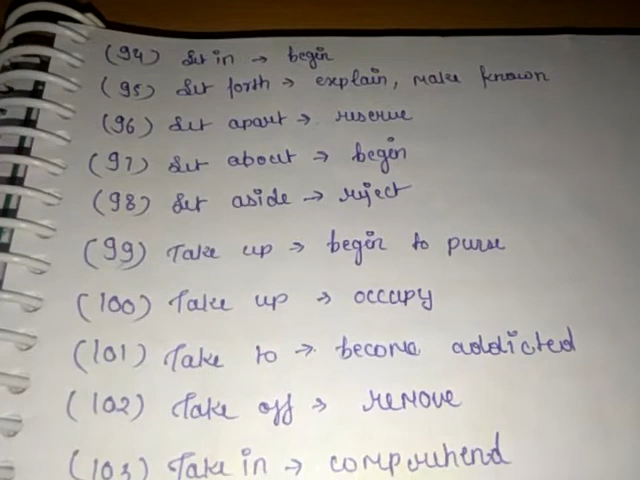 (94) Set in → begin
(95) Set forth → explain, make known
(96) Set apart → reserve
(97) Set about → begin
(98) Set aside → reject
(99) Take up → begin to purse
(100) Take up → occupy
(101) Take to → become addicted
(102) Take off → remove
(103) Take in → comprehend